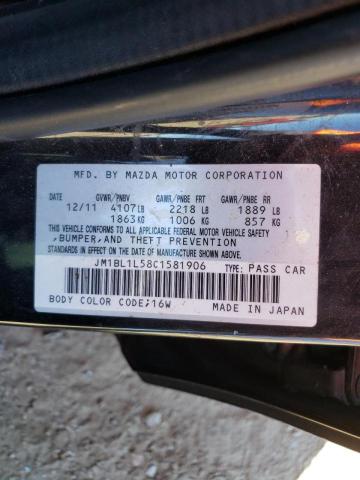 MFD. BY MAZDA MOTOR CORPORATION
DATE GVWR/PNBV GAWR/PNBE FRT GAWR/PNBE RR
12/11 4107LB 2218 LB 1889 LB
1863KG 1006 KG 857 KG
THIS VEHICLE CONFORMS TO ALL APPLICABLE FEDERAL MOTOR VEHICLE SAFETY
,BUMPER,AND THEFT PREVENTION
STANDARDS IN EFFECT ON THE DATE OF MANUFACTURE SHOWN ABOVE.
JM1BL1L58C1581906 TYPE: PASS CAR
BODY COLOR CODE;16W MADE IN JAPAN